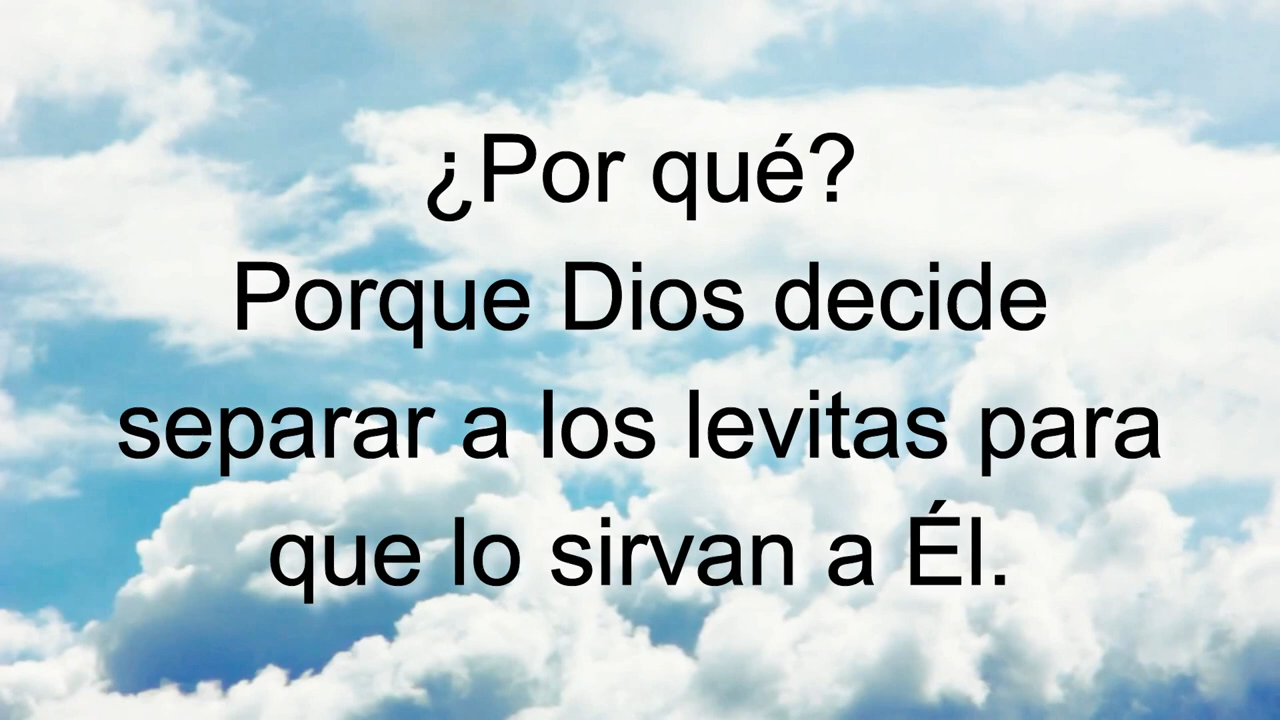 ¿Por qué?
Porque Dios decide
separar a los levitas para
que lo sirvan a Él.